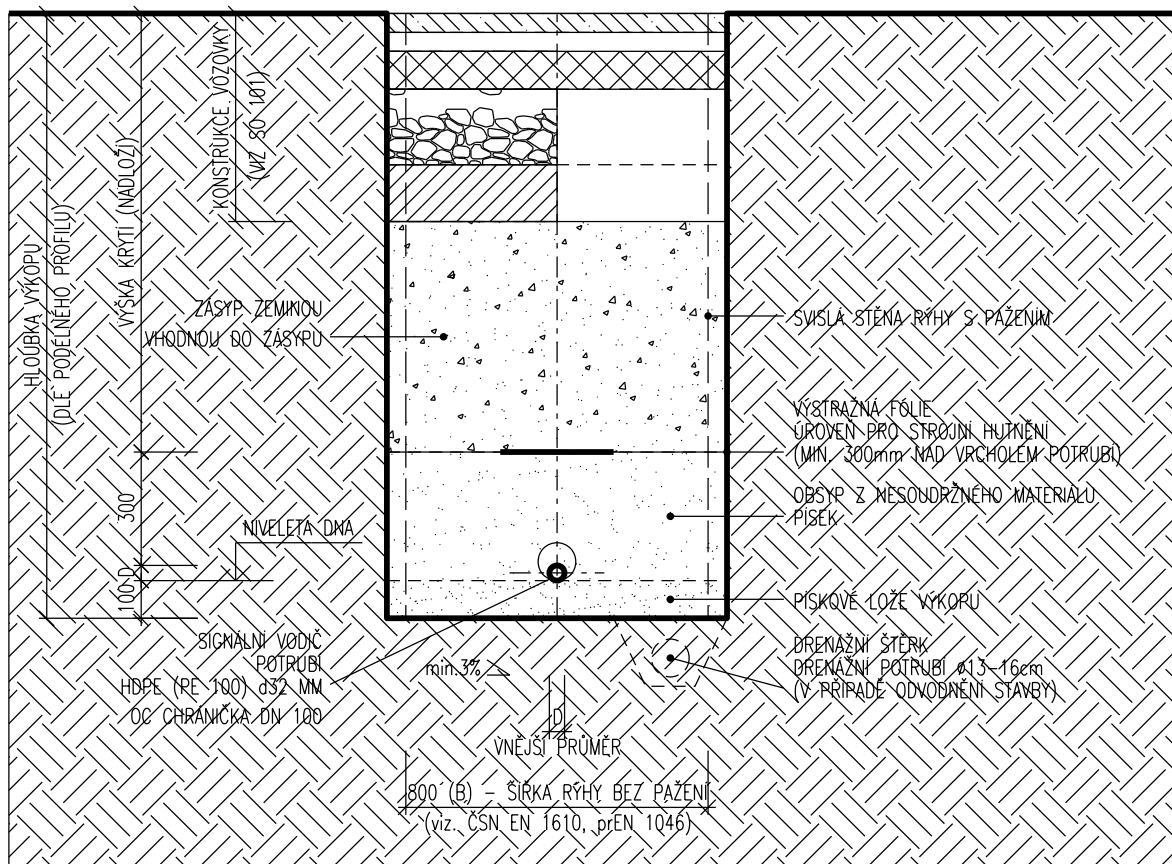 KONSTRUKCE VOZOVKY
(VIZ SO 101)
VÝŠKA KRYTÍ (NADLOŽÍ)
HLOUBKA VÝKOPU
(DLE PODÉLNÉHO PROFILU)
ZÁSYP ZEMINOU
VHODNOU DO ZÁSYPU
SVISLÁ STĚNA RÝHY S PAŽENÍM
VÝSTRAŽNÁ FÓLIE
ÚROVEŇ PRO STROJNÍ HUTNĚNÍ
(MIN. 300mm NAD VRCHOLEM POTRUBÍ)
OBSYP Z NESOUDRŽNÉHO MATERIÁLU
PÍSEK
300
NIVELETA DNA
D
100
PÍSKOVÉ LOŽE VÝKOPU
SIGNÁLNÍ VODIČ
POTRUBÍ
HDPE (PE 100) d32 MM
OC CHRÁNIČKA DN 100
min.3%
DRENÁŽNÍ ŠTĚRK
DRENÁŽNÍ POTRUBÍ ø13-16cm
(V PŘÍPADĚ ODVODNĚNÍ STAVBY)
D
VNĚJŠÍ PRŮMĚR
800 (B) - ŠÍŘKA RÝHY BEZ PAŽENÍ
(viz. ČSN EN 1610, prEN 1046)